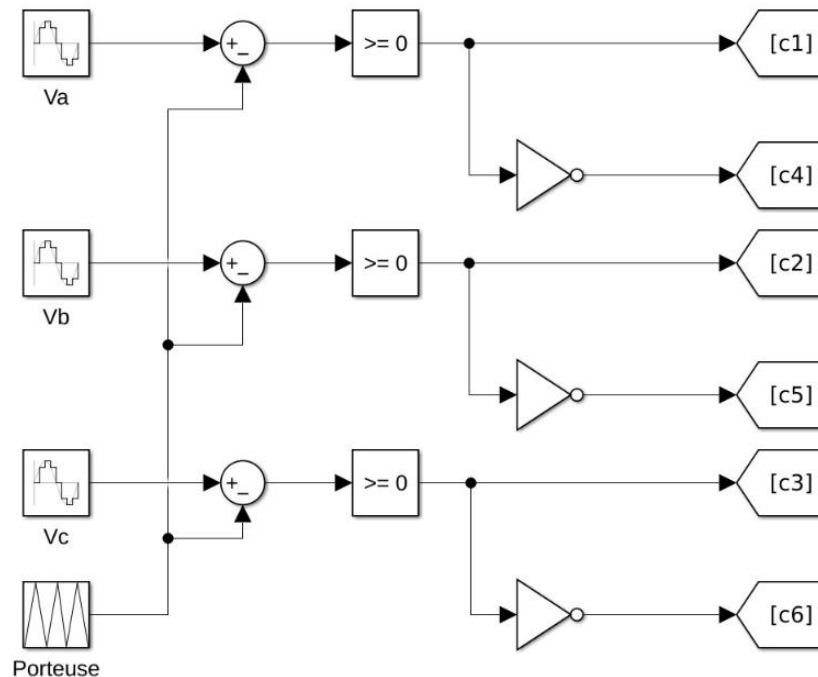 +
−
>= 0
[c1]
Va
[c4]
+
−
>= 0
[c2]
Vb
[c5]
+
−
>= 0
[c3]
Vc
[c6]
Porteuse